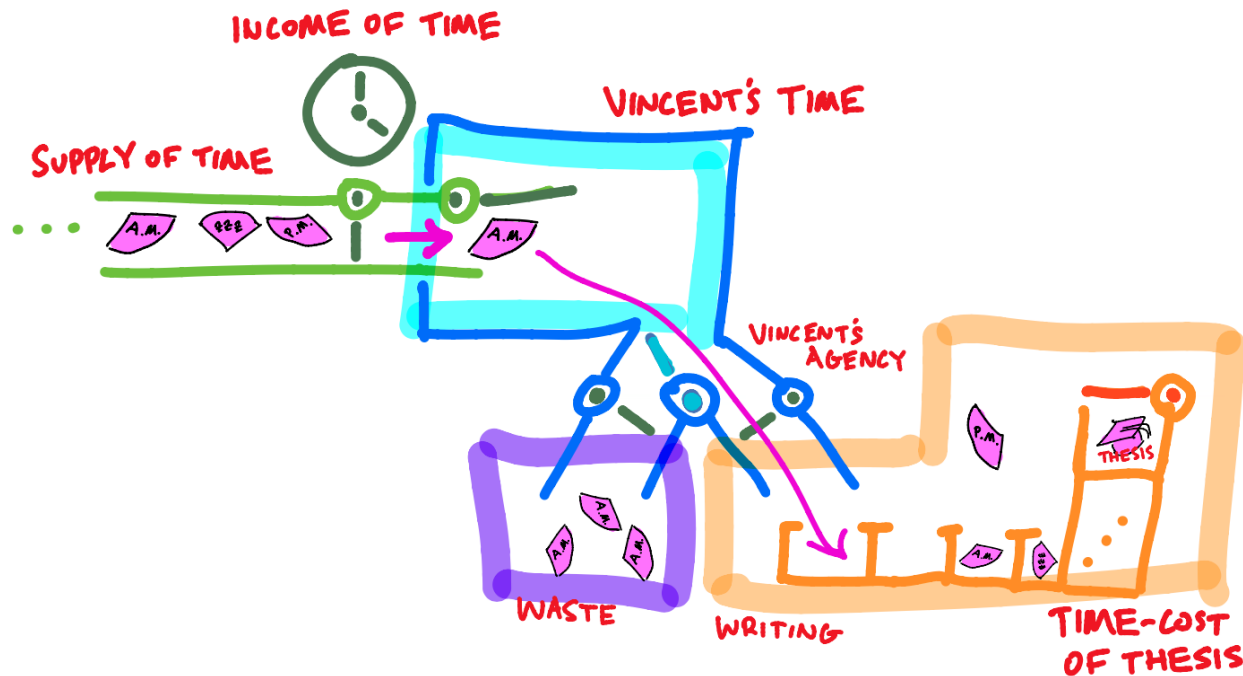 INCOME OF TIME
VINCENT'S TIME
SUPPLY OF TIME
A.M.
zzz
P.M.
A.M.
VINCENT'S
AGENCY
P.M.
THESIS
A.M.
A.M.
A.M.
A.M.
zzz
WASTE
WRITING
TIME-COST
OF THESIS